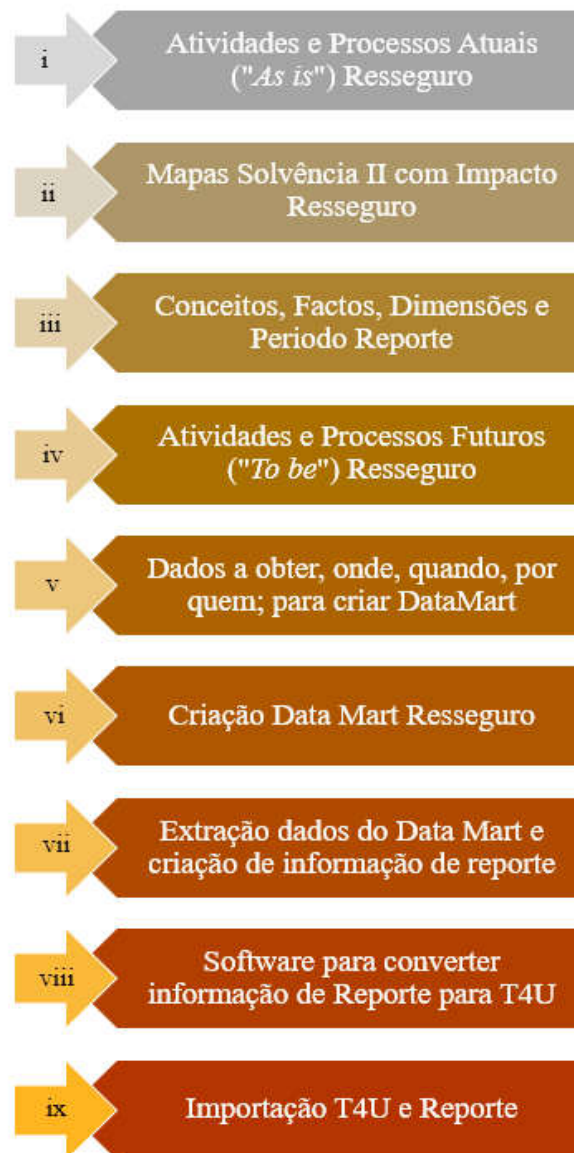 i
Atividades e Processos Atuais
("As is") Resseguro
ii
Mapas Solvência II com Impacto
Resseguro
iii
Conceitos, Factos, Dimensões e
Periodo Reporte
iv
Atividades e Processos Futuros
("To be") Resseguro
v
Dados a obter, onde, quando, por
quem; para criar DataMart
vi
Criação Data Mart Resseguro
vii
Extração dados do Data Mart e
criação de informação de reporte
viii
Software para converter
informação de Reporte para T4U
ix
Importação T4U e Reporte